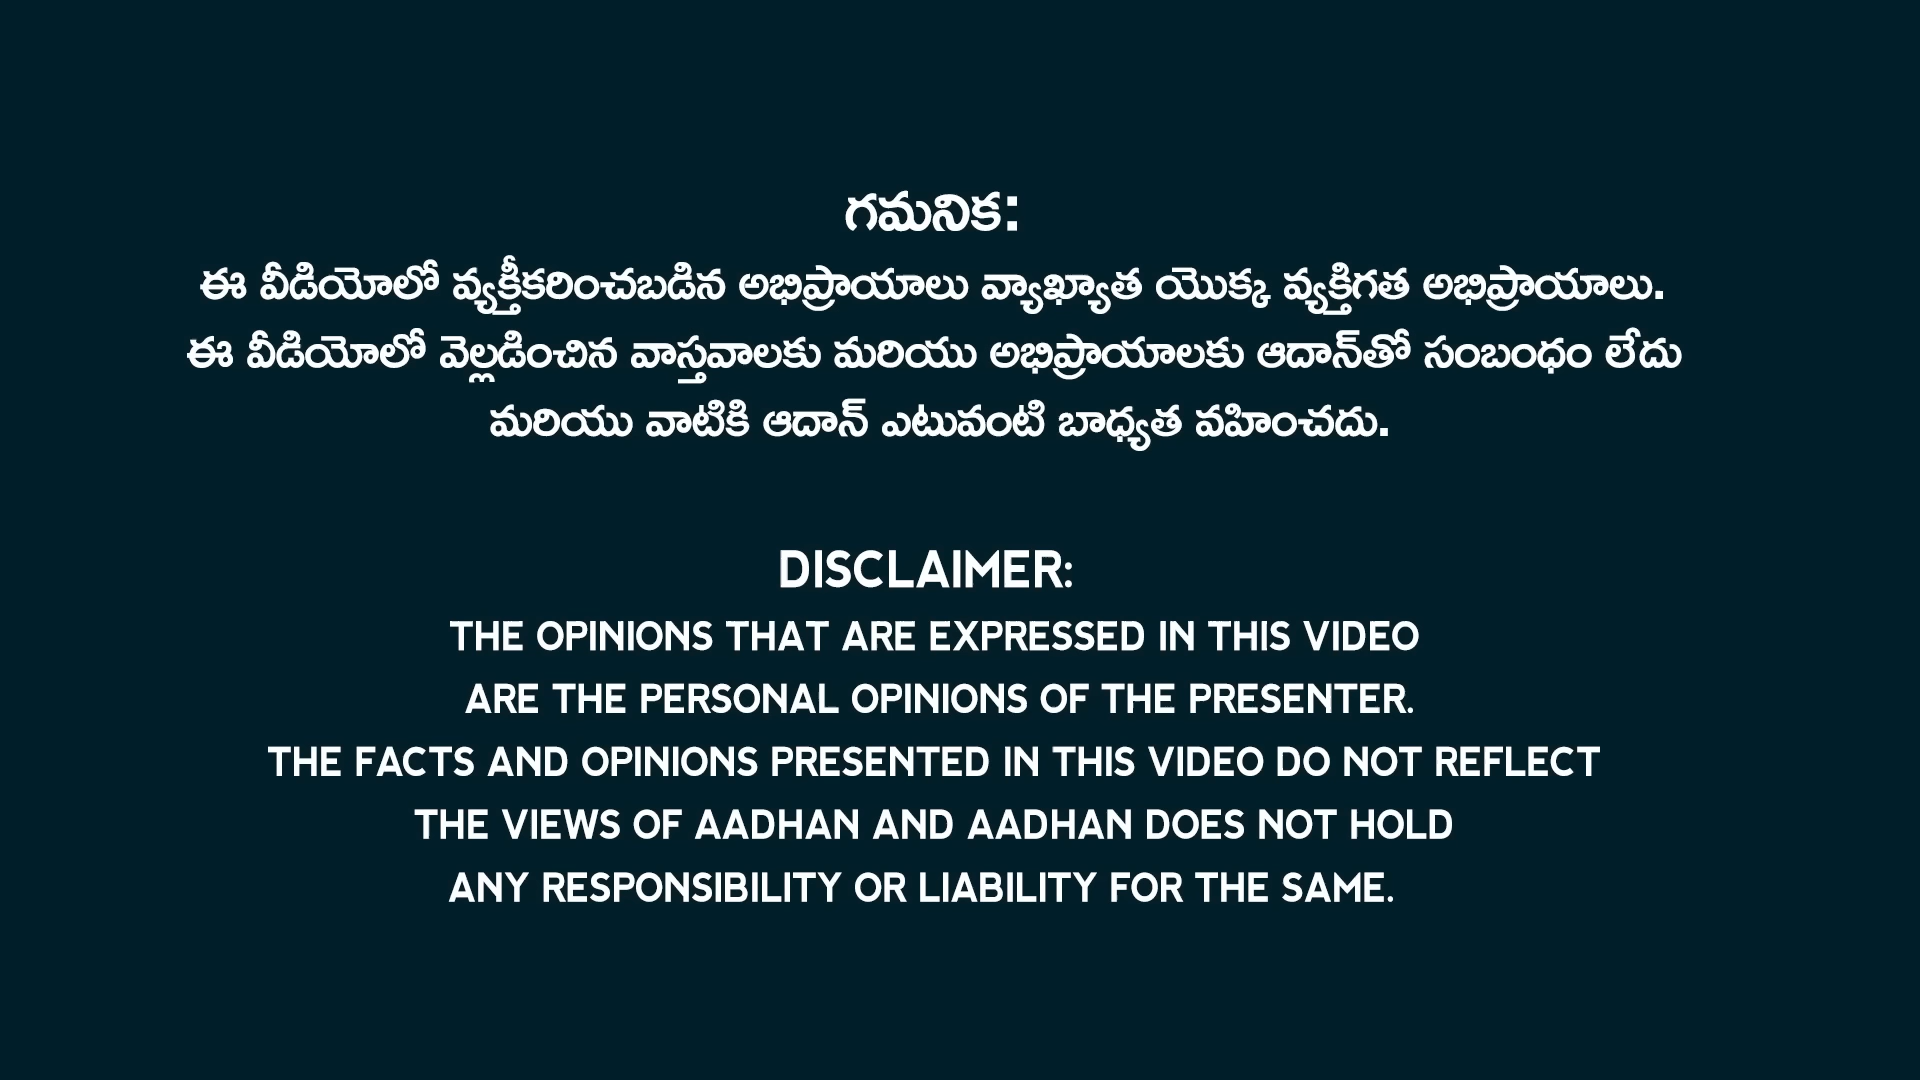 గమనిక:
ఈ వీడియోలో వ్యక్తీకరించబడిన అభిప్రాయాలు వ్యాఖ్యాత యొక్క వ్యక్తిగత అభిప్రాయాలు.
ఈ వీడియోలో వెల్లడించిన వాస్తవాలకు మరియు అభిప్రాయాలకు ఆదాన్‌తో సంబంధం లేదు
మరియు వాటికి ఆదాన్ ఎటువంటి బాధ్యత వహించదు.
DISCLAIMER:
THE OPINIONS THAT ARE EXPRESSED IN THIS VIDEO
ARE THE PERSONAL OPINIONS OF THE PRESENTER.
THE FACTS AND OPINIONS PRESENTED IN THIS VIDEO DO NOT REFLECT
THE VIEWS OF AADHAN AND AADHAN DOES NOT HOLD
ANY RESPONSIBILITY OR LIABILITY FOR THE SAME.